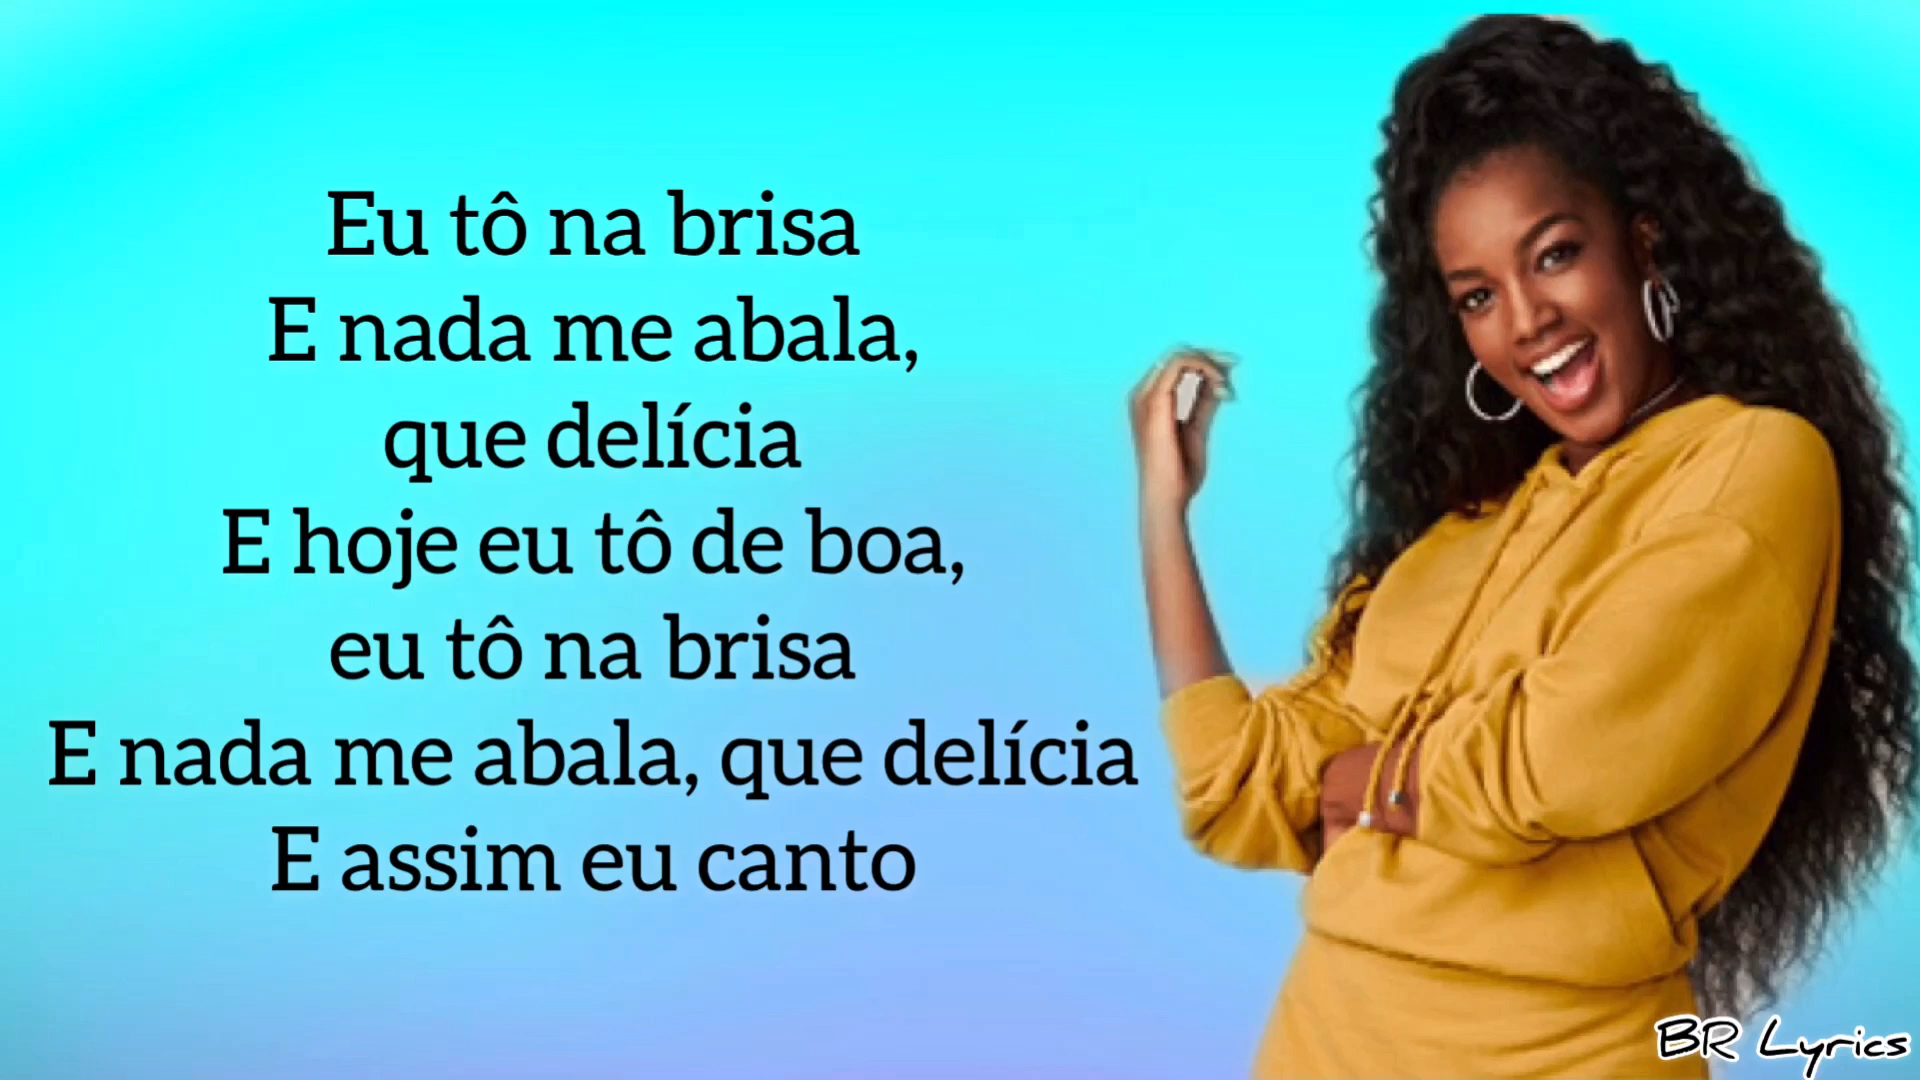 Eu tô na brisa
E nada me abala,
que delícia
E hoje eu tô de boa,
eu tô na brisa
E nada me abala, que delícia
E assim eu canto
BR Lyrics